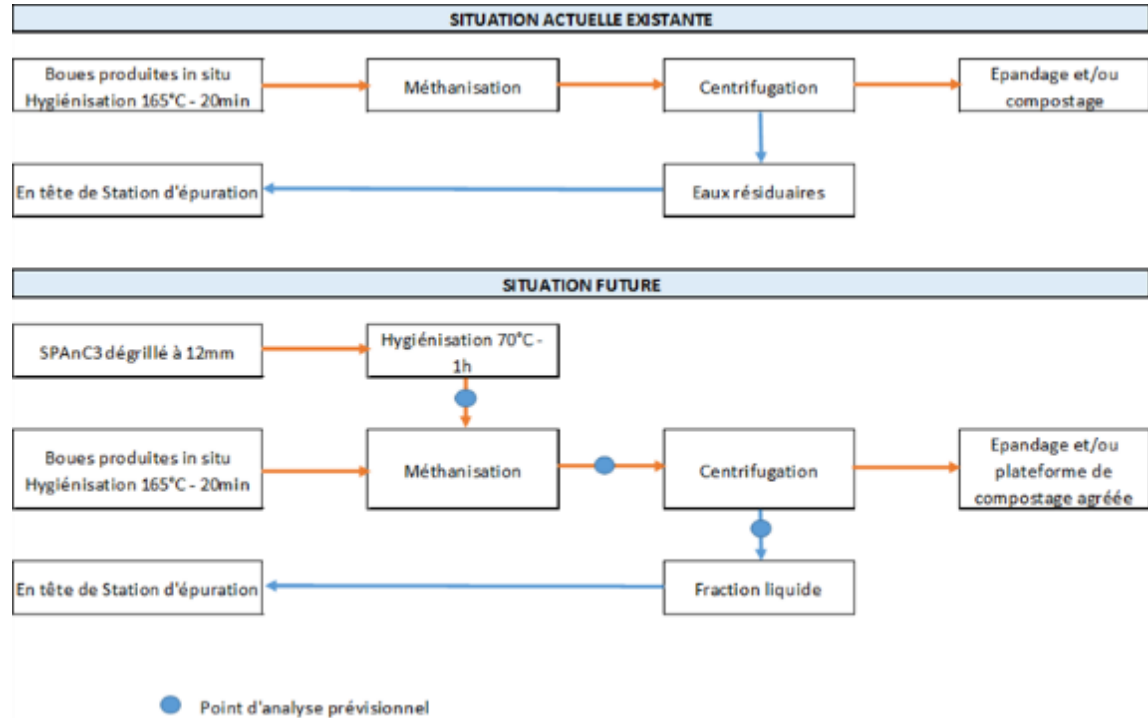 SITUATION ACTUELLE EXISTANTE
Boues produites in situ
Hygiénisation 165°C - 20min
Méthanisation
Centrifugation
Epandage et/ou
compostage
En tête de Station d'épuration
Eaux résiduaires
SITUATION FUTURE
SPAnC3 dégrillé à 12mm
Hygiénisation 70°C -
1h
Boues produites in situ
Hygiénisation 165°C - 20min
Méthanisation
Centrifugation
Epandage et/ou
plateforme de
compostage agréée
En tête de Station d'épuration
Fraction liquide
Point d'analyse prévisionnel